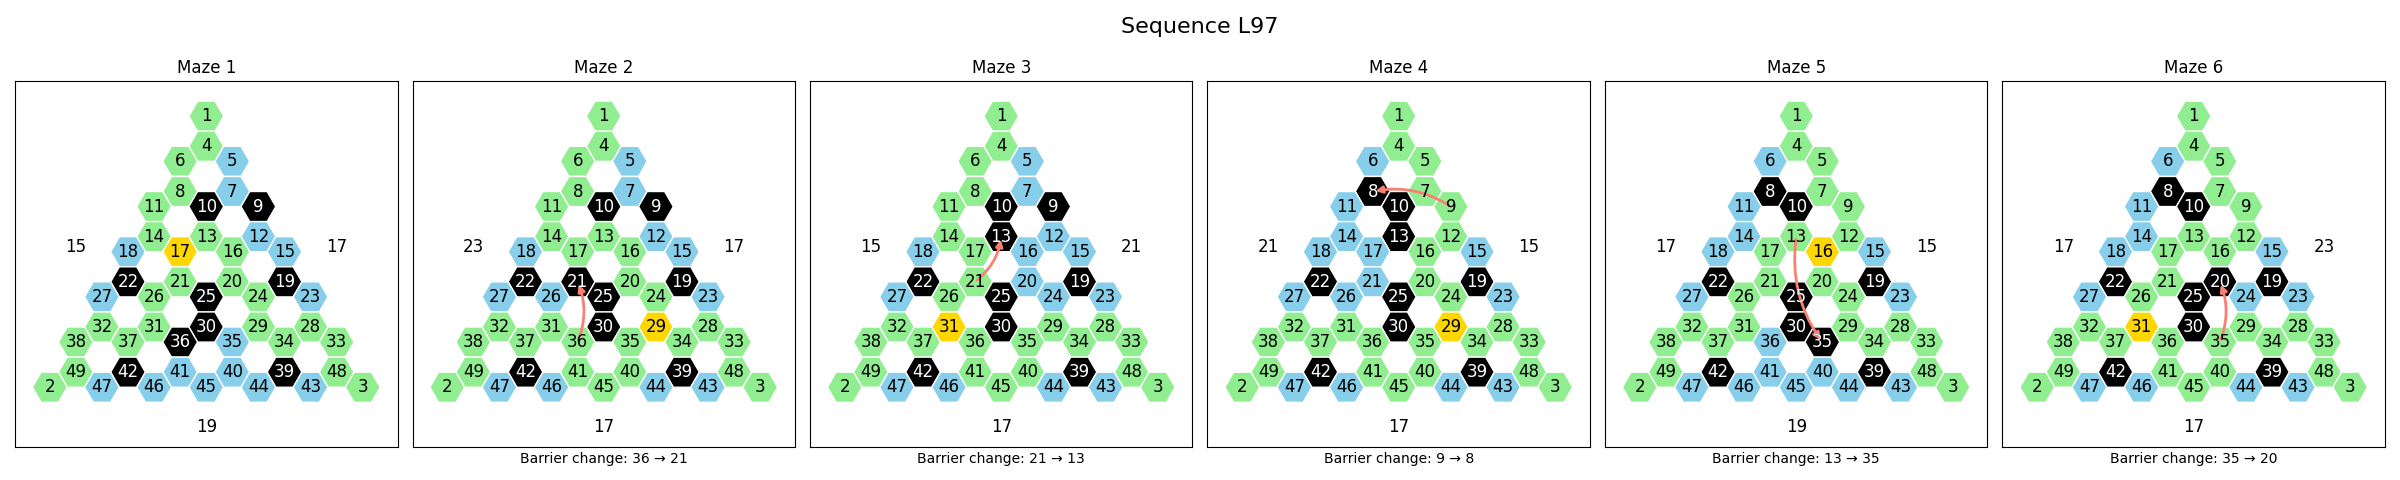 Sequence L97
Maze 1
1
4
6 5
8 7
11 10 9
14 13 12
15 18 17 16 15 17
22 21 20 19
27 26 25 24 23
32 31 30 29 28
38 37 36 35 34 33
49 42 41 40 39 48
2 47 46 45 44 43 3
19
Maze 2
1
4
6 5
8 7
11 10 9
14 13 12
23 18 17 16 15 17
22 21 20 19
27 26 25 24 23
32 31 30 29 28
38 37 36 35 34 33
49 42 41 40 39 48
2 47 46 45 44 43 3
17
Barrier change: 36 → 21
Maze 3
1
4
6 5
8 7
11 10 9
14 13 12
15 18 17 16 15 21
22 21 20 19
27 26 25 24 23
32 31 30 29 28
38 37 36 35 34 33
49 42 41 40 39 48
2 47 46 45 44 43 3
17
Barrier change: 21 → 13
Maze 4
1
4
6 5
8 7
11 10 9
14 13 12
21 18 17 16 15 15
22 21 20 19
27 26 25 24 23
32 31 30 29 28
38 37 36 35 34 33
49 42 41 40 39 48
2 47 46 45 44 43 3
17
Barrier change: 9 → 8
Maze 5
1
4
6 5
8 7
11 10 9
14 13 12
17 18 17 16 15 15
22 21 20 19
27 26 25 24 23
32 31 30 29 28
38 37 36 35 34 33
49 42 41 40 39 48
2 47 46 45 44 43 3
19
Barrier change: 13 → 35
Maze 6
1
4
6 5
8 7
11 10 9
14 13 12
17 18 17 16 15 23
22 21 20 19
27 26 25 24 23
32 31 30 29 28
38 37 36 35 34 33
49 42 41 40 39 48
2 47 46 45 44 43 3
17
Barrier change: 35 → 20